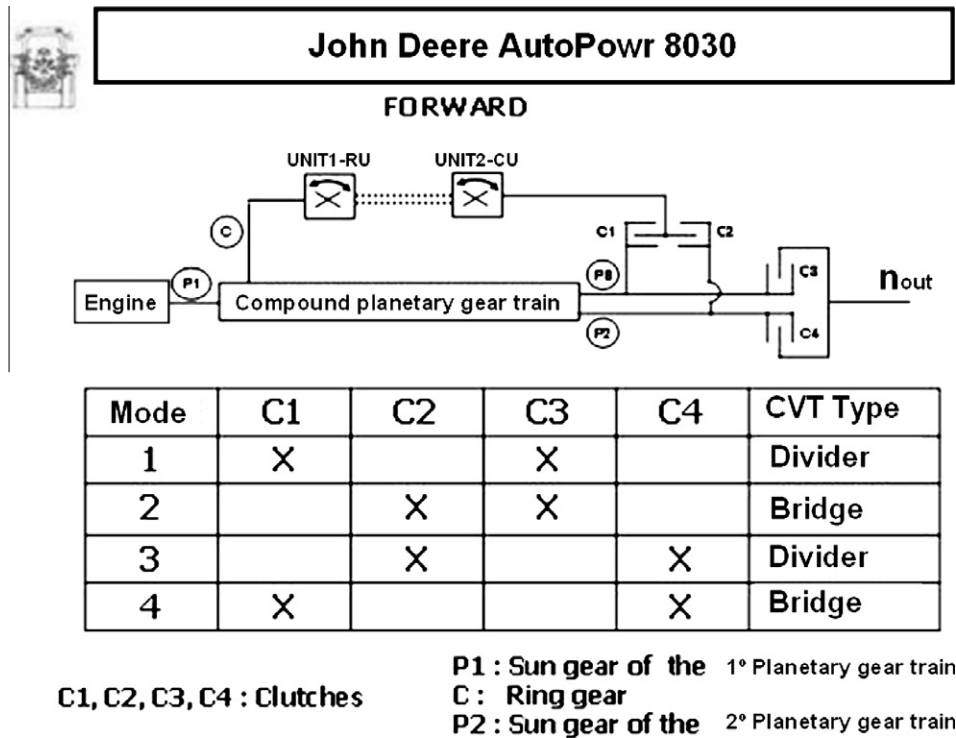 John Deere AutoPowr 8030
FORWARD
UNIT1-RU UNIT2-CU
C
C1 C2
P1
PB
C3
nout
Engine
Compound planetary gear train
P2
C4
Mode C1 C2 C3 C4 CVT Type
1 X X Divider
2 X X Bridge
3 X X Divider
4 X X Bridge
P1 : Sun gear of the 1º Planetary gear train
C1, C2, C3, C4 : Clutches
C : Ring gear
P2 : Sun gear of the 2º Planetary gear train